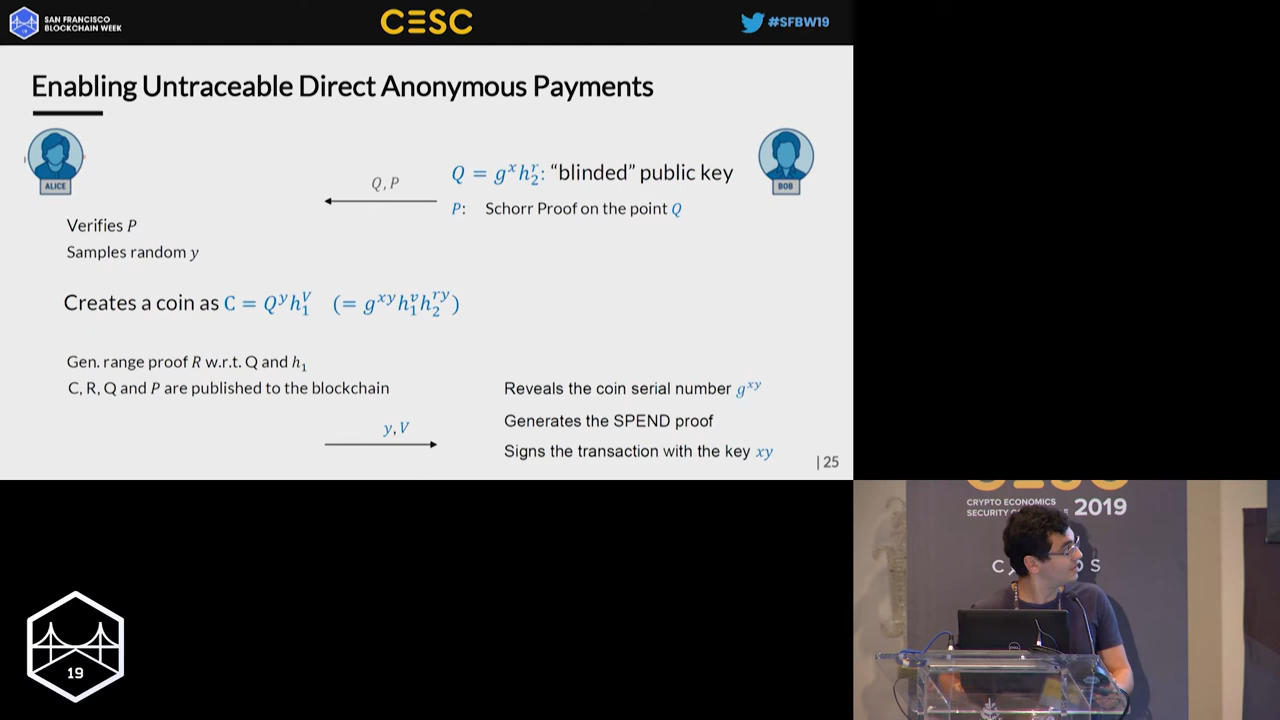 SAN FRANCISCO
BLOCKCHAIN WEEK
19
CESC
#SFBW19
Enabling Untraceable Direct Anonymous Payments
ALICE
BOB
Q = g^x h_2^r: “blinded” public key
Q, P
P: Schorr Proof on the point Q
Verifies P
Samples random y
Creates a coin as C = Q^y h_1^V (= g^{xy} h_1^v h_2^{ry})
Gen. range proof R w.r.t. Q and h_1
C, R, Q and P are published to the blockchain
y, V
Reveals the coin serial number g^{xy}
Generates the SPEND proof
Signs the transaction with the key xy
| 25
CRYPTO ECONOMICS
SECURITY
2019
19